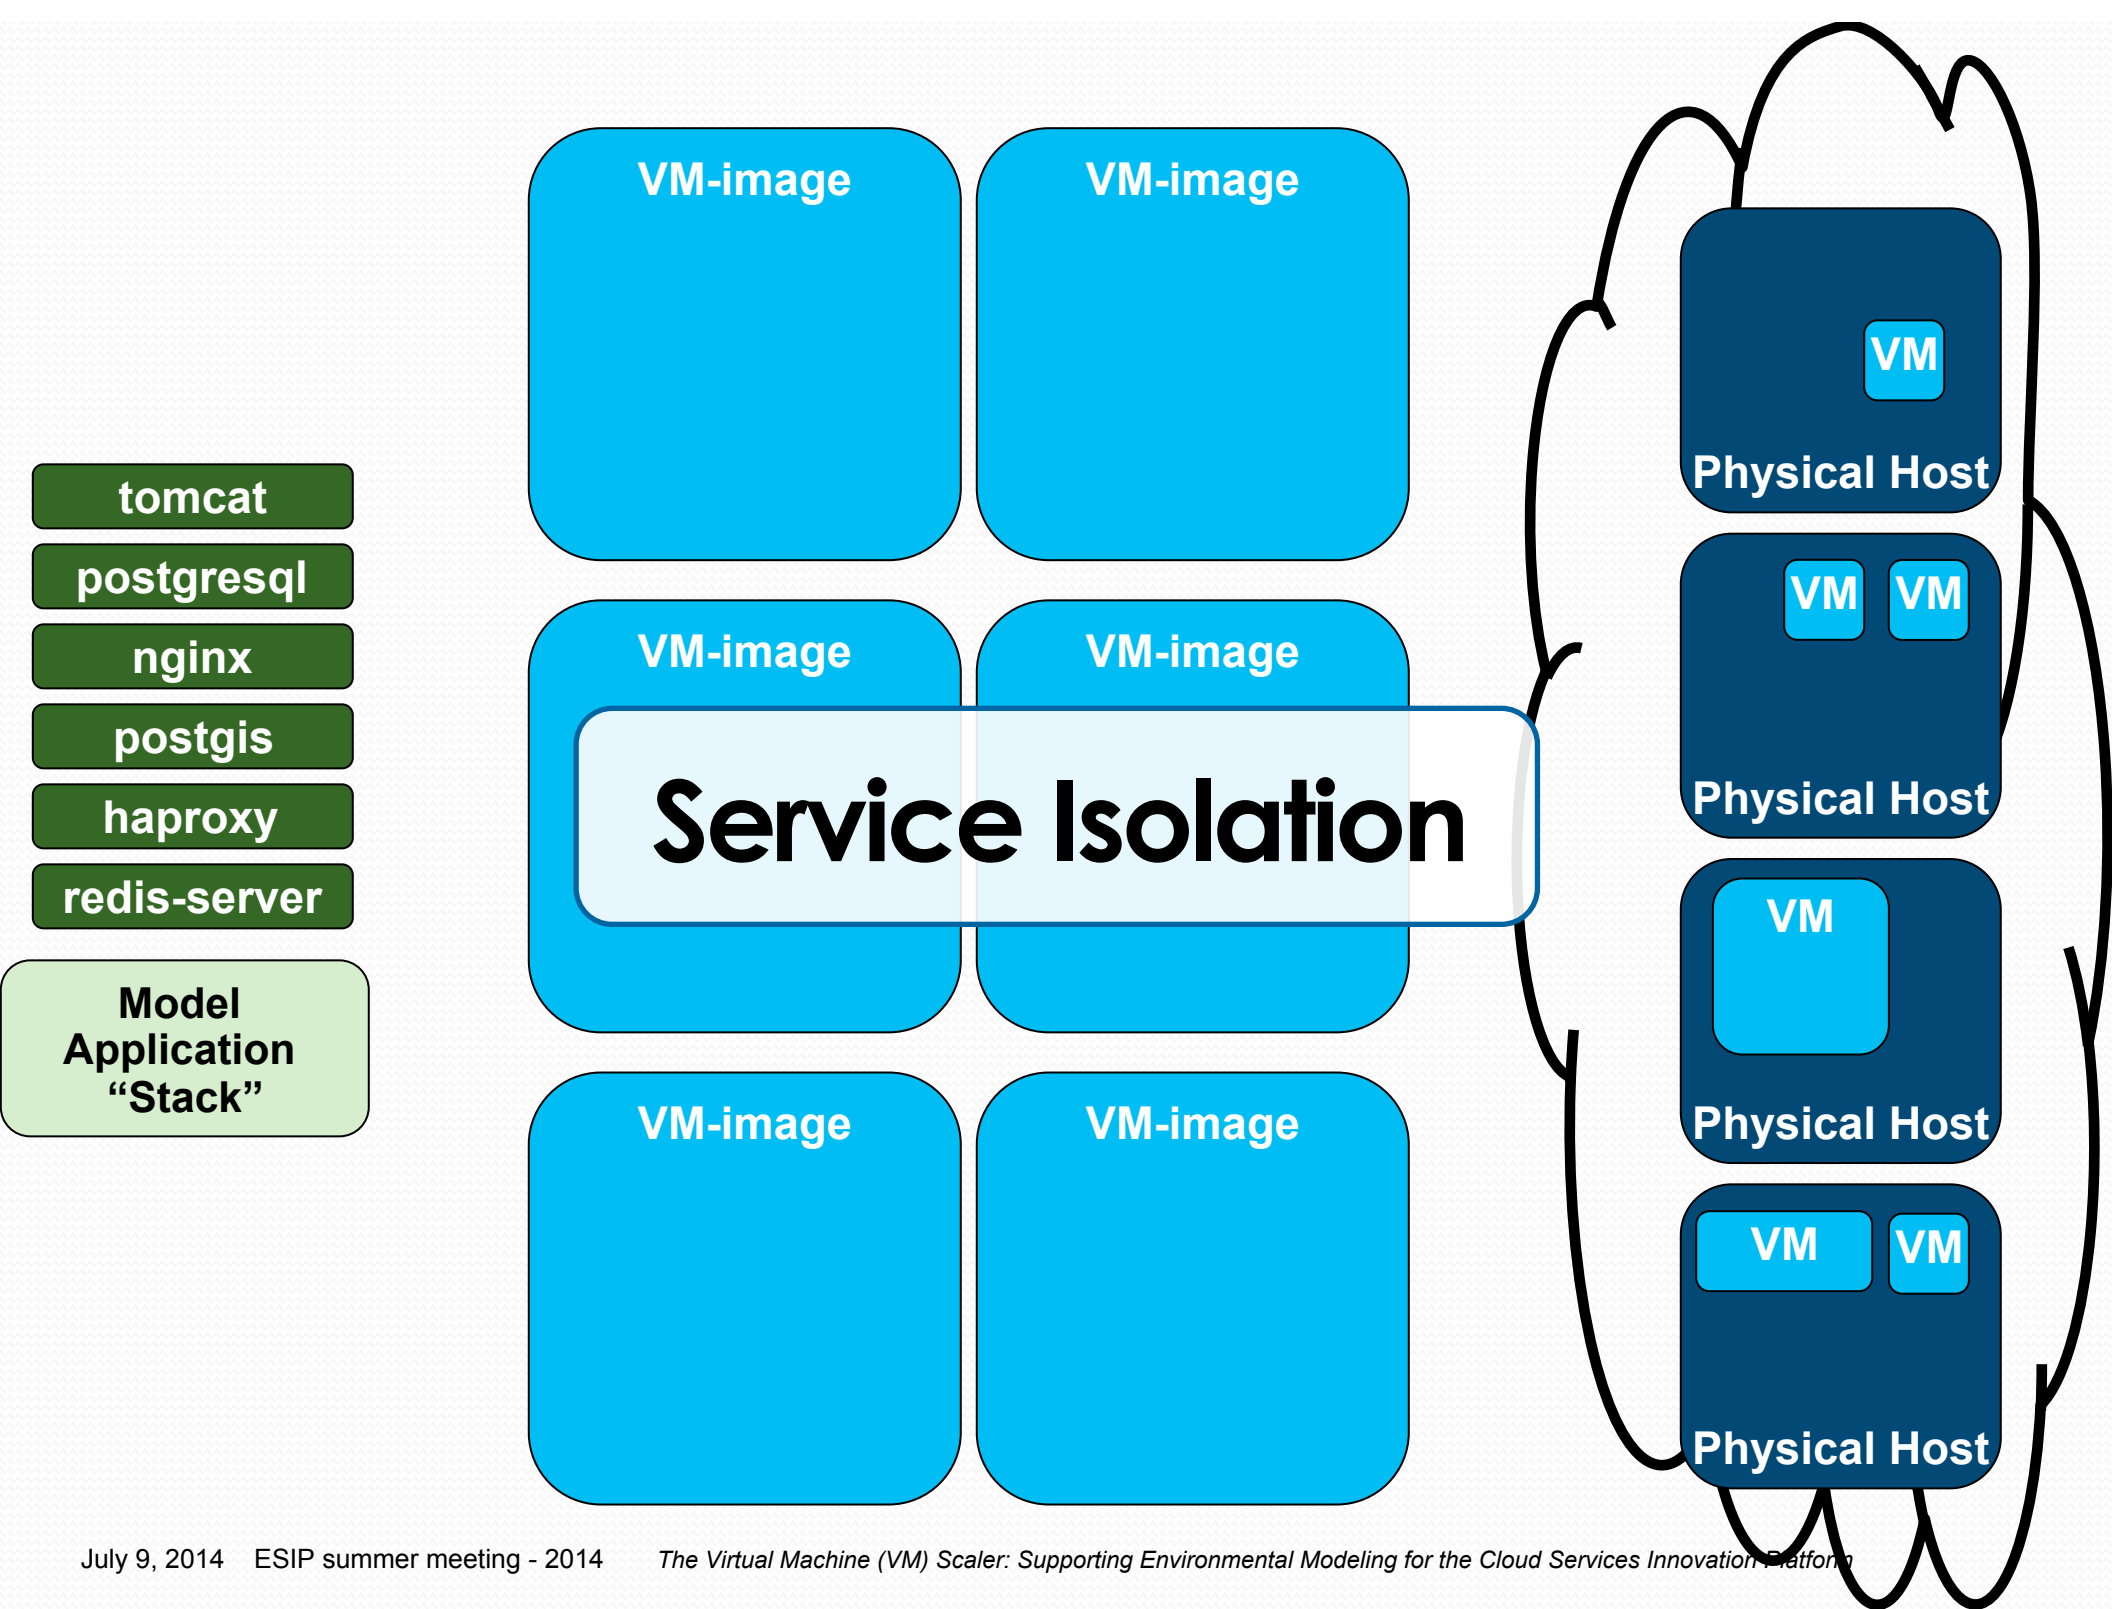 tomcat
postgresql
nginx
postgis
haproxy
redis-server
Model
Application
“Stack”
VM-image
VM-image
VM-image
VM-image
Service Isolation
VM-image
VM-image
VM
Physical Host
VM
VM
Physical Host
VM
Physical Host
VM
VM
Physical Host
July 9, 2014
ESIP summer meeting - 2014
The Virtual Machine (VM) Scaler: Supporting Environmental Modeling for the Cloud Services Innovation Platform